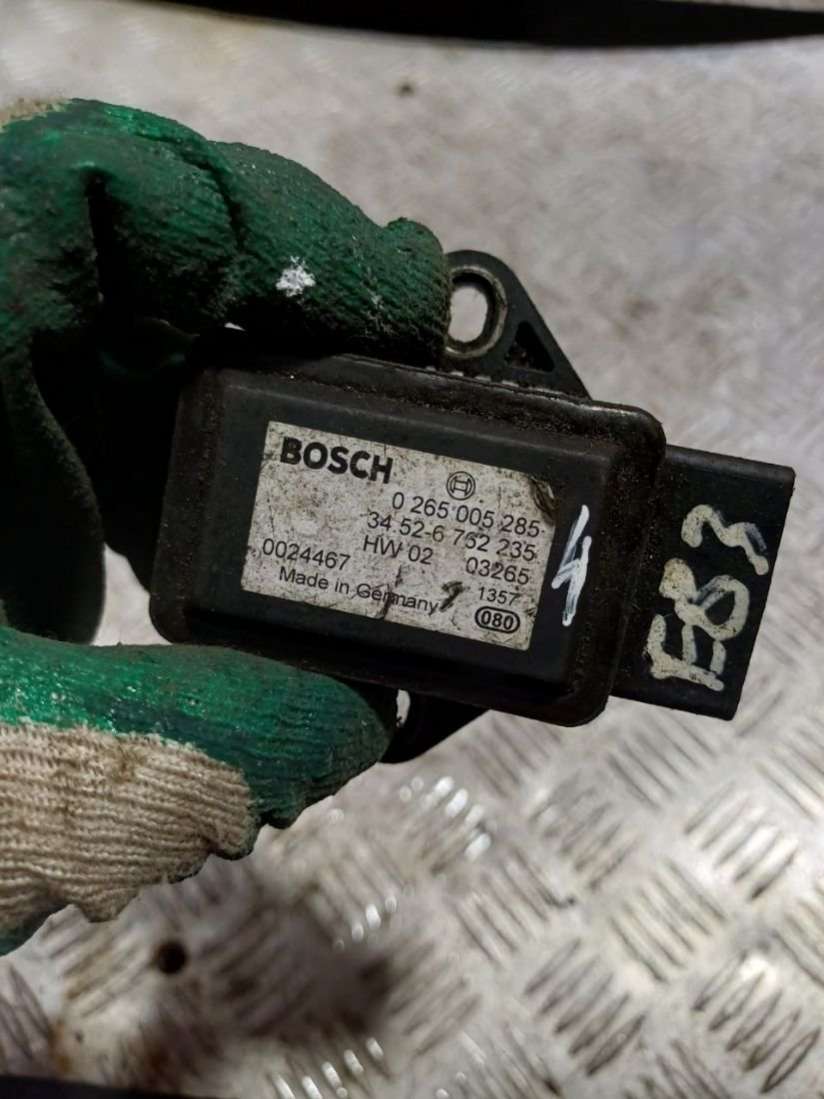 BOSCH
0 265 005 285
34.52-6 762 235
HW 02 03265
0024467 1357
Made in Germany
080
4
E83